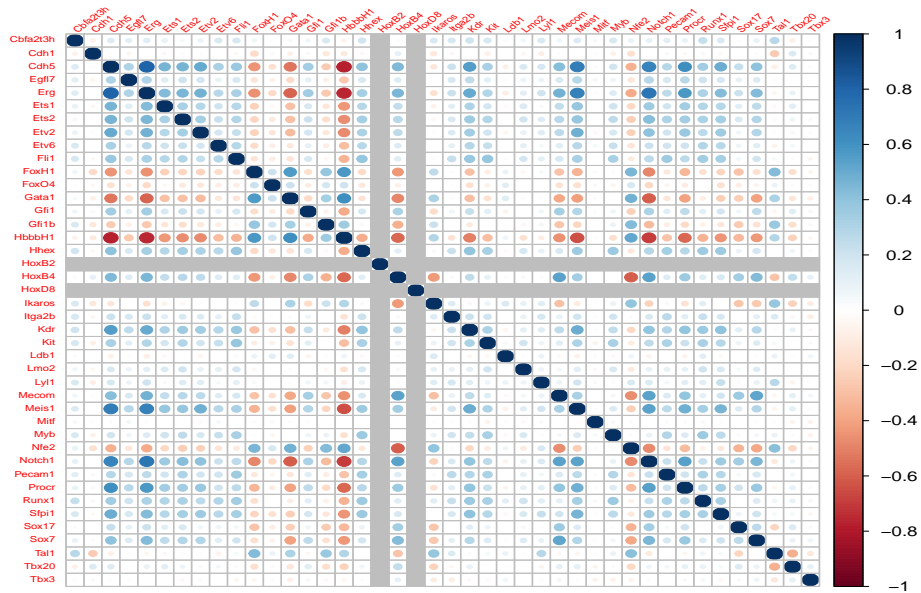 Cbfa2t3h Cdh1 Cdh5 Egfl7 Erg Ets1 Ets2 Etv2 Etv6 Fli1 FoxH1 FoxO4 Gata1 Gfi1 Gfi1b HbbbH1 Hhex HoxB2 HoxB4 HoxD8 Ikaros Itga2b Kdr Kit Ldb1 Lmo2 Lyl1 Mecom Meis1 Mitf Myb Nfe2 Notch1 Pecam1 Procr Runx1 Sfpi1 Sox17 Sox7 Tal1 Tbx20 Tbx3
Cbfa2t3h
Cdh1
Cdh5
Egfl7
Erg
Ets1
Ets2
Etv2
Etv6
Fli1
FoxH1
FoxO4
Gata1
Gfi1
Gfi1b
HbbbH1
Hhex
HoxB2
HoxB4
HoxD8
Ikaros
Itga2b
Kdr
Kit
Ldb1
Lmo2
Lyl1
Mecom
Meis1
Mitf
Myb
Nfe2
Notch1
Pecam1
Procr
Runx1
Sfpi1
Sox17
Sox7
Tal1
Tbx20
Tbx3
1
0.8
0.6
0.4
0.2
0
−0.2
−0.4
−0.6
−0.8
−1